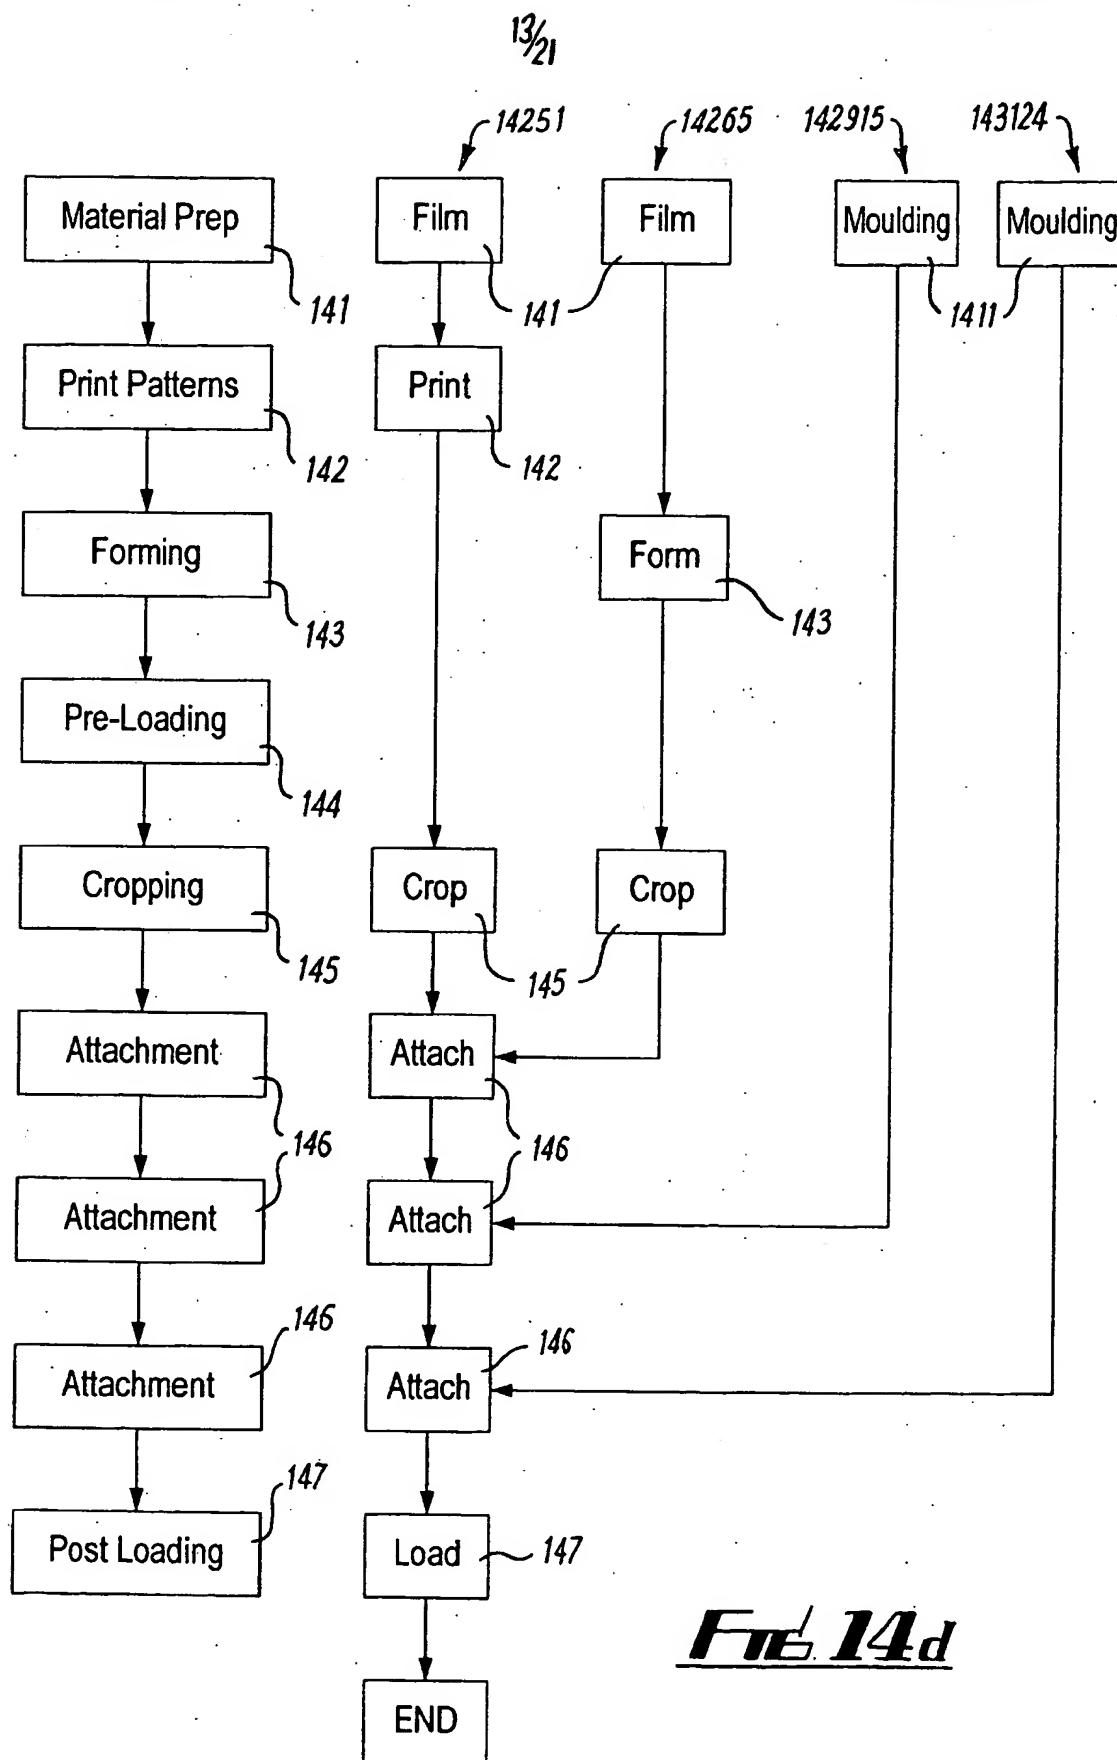 13/21
14251 14265 142915 143124
Material Prep Film Film Moulding Moulding
141 141 1411
Print Patterns Print
142 142
Forming Form
143 143
Pre-Loading
144
Cropping Crop Crop
145 145
Attachment Attach
146 146
Attachment Attach
146 146
Attachment Attach
147
Post Loading Load 147
END
FIG. 14d